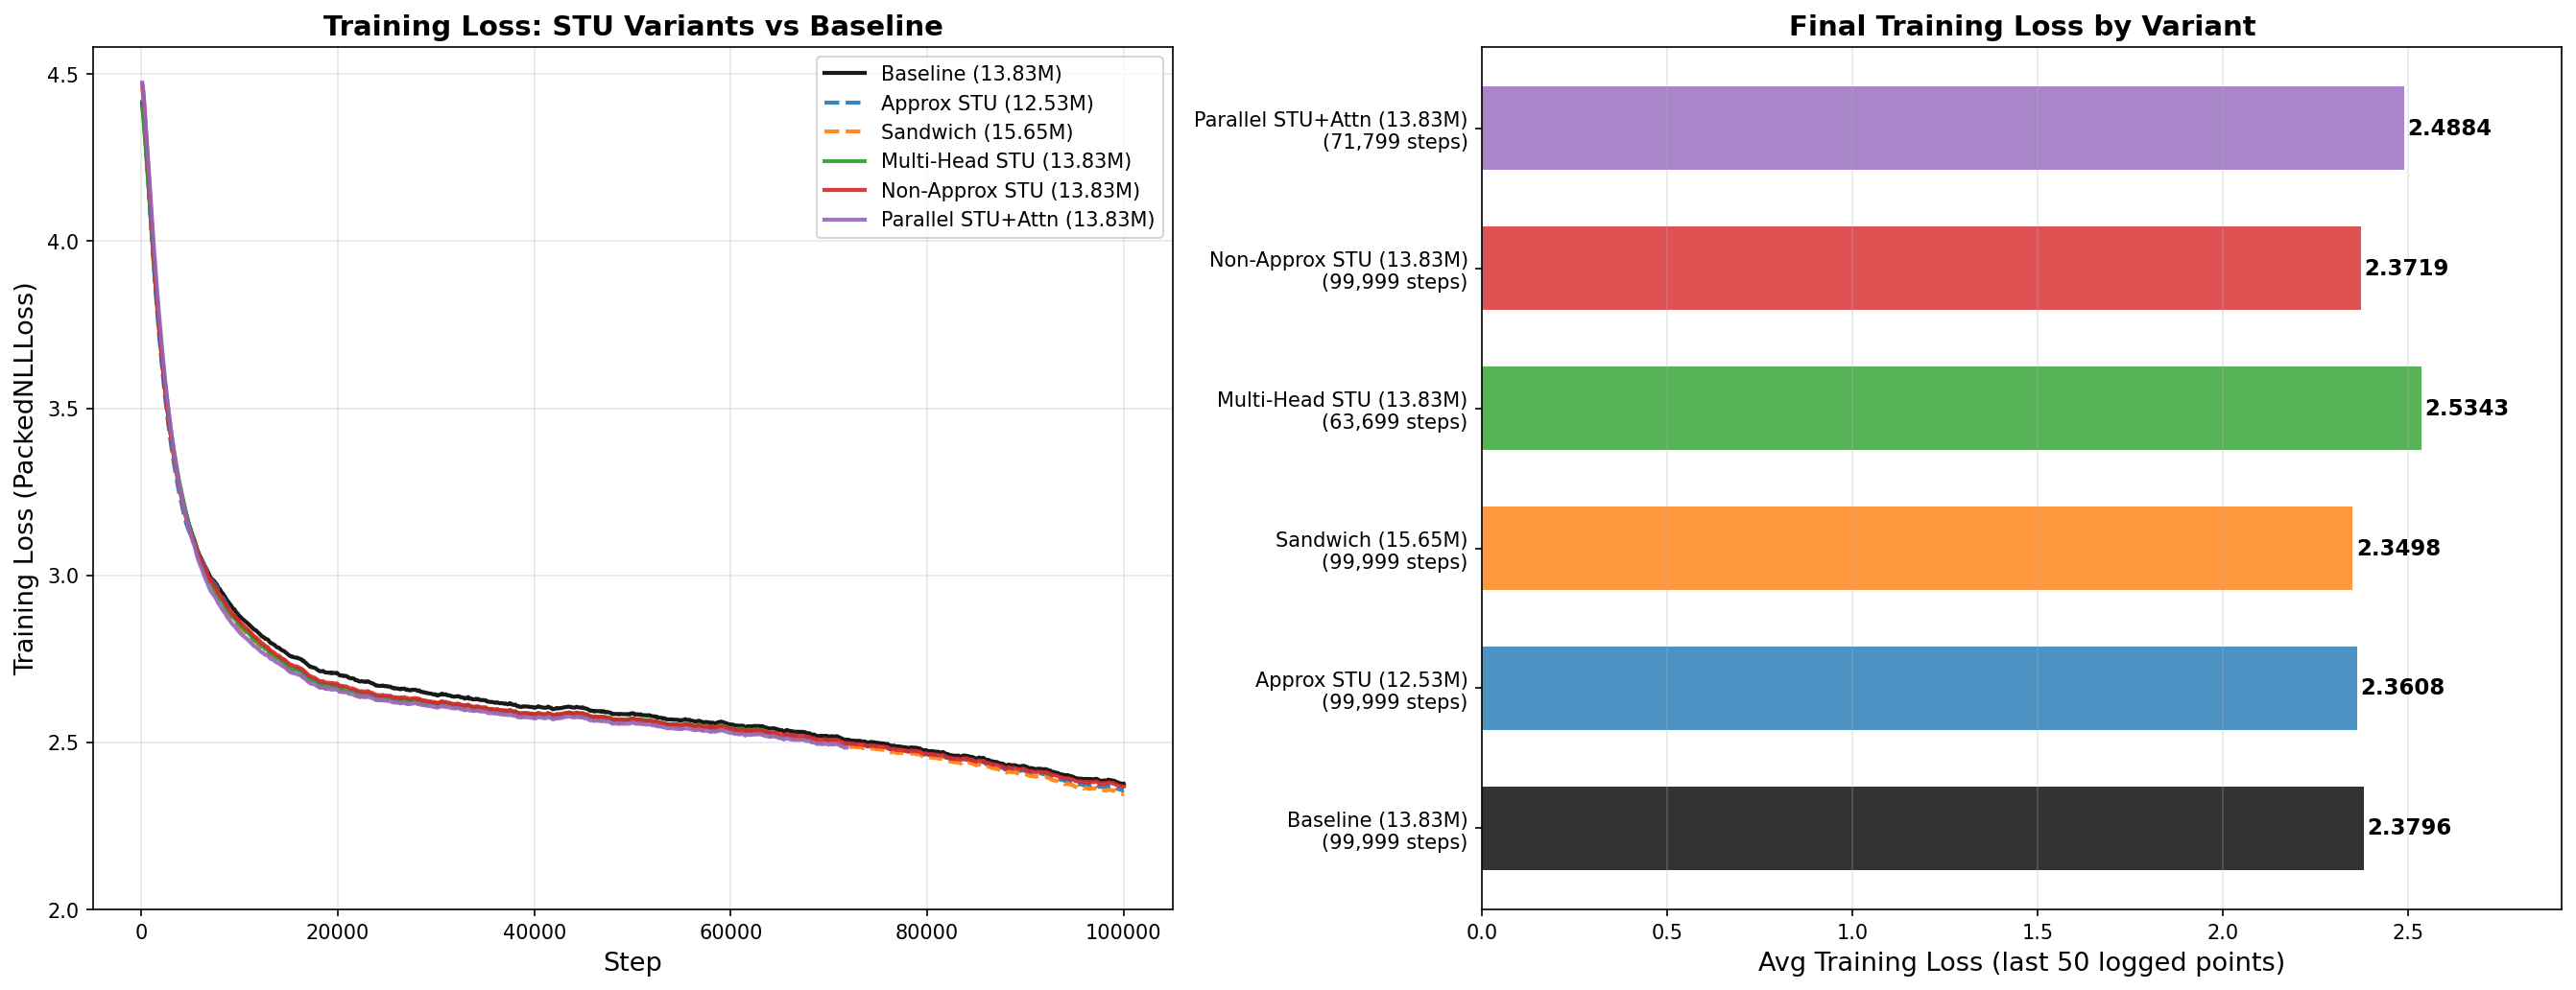 Training Loss: STU Variants vs Baseline
Training Loss (PackedNLLLoss)
4.5
4.0
3.5
3.0
2.5
2.0
Baseline (13.83M)
Approx STU (12.53M)
Sandwich (15.65M)
Multi-Head STU (13.83M)
Non-Approx STU (13.83M)
Parallel STU+Attn (13.83M)
0
20000
40000
60000
80000
100000
Step
Final Training Loss by Variant
Parallel STU+Attn (13.83M)
(71,799 steps)
2.4884
Non-Approx STU (13.83M)
(99,999 steps)
2.3719
Multi-Head STU (13.83M)
(63,699 steps)
2.5343
Sandwich (15.65M)
(99,999 steps)
2.3498
Approx STU (12.53M)
(99,999 steps)
2.3608
Baseline (13.83M)
(99,999 steps)
2.3796
0.0
0.5
1.0
1.5
2.0
2.5
Avg Training Loss (last 50 logged points)